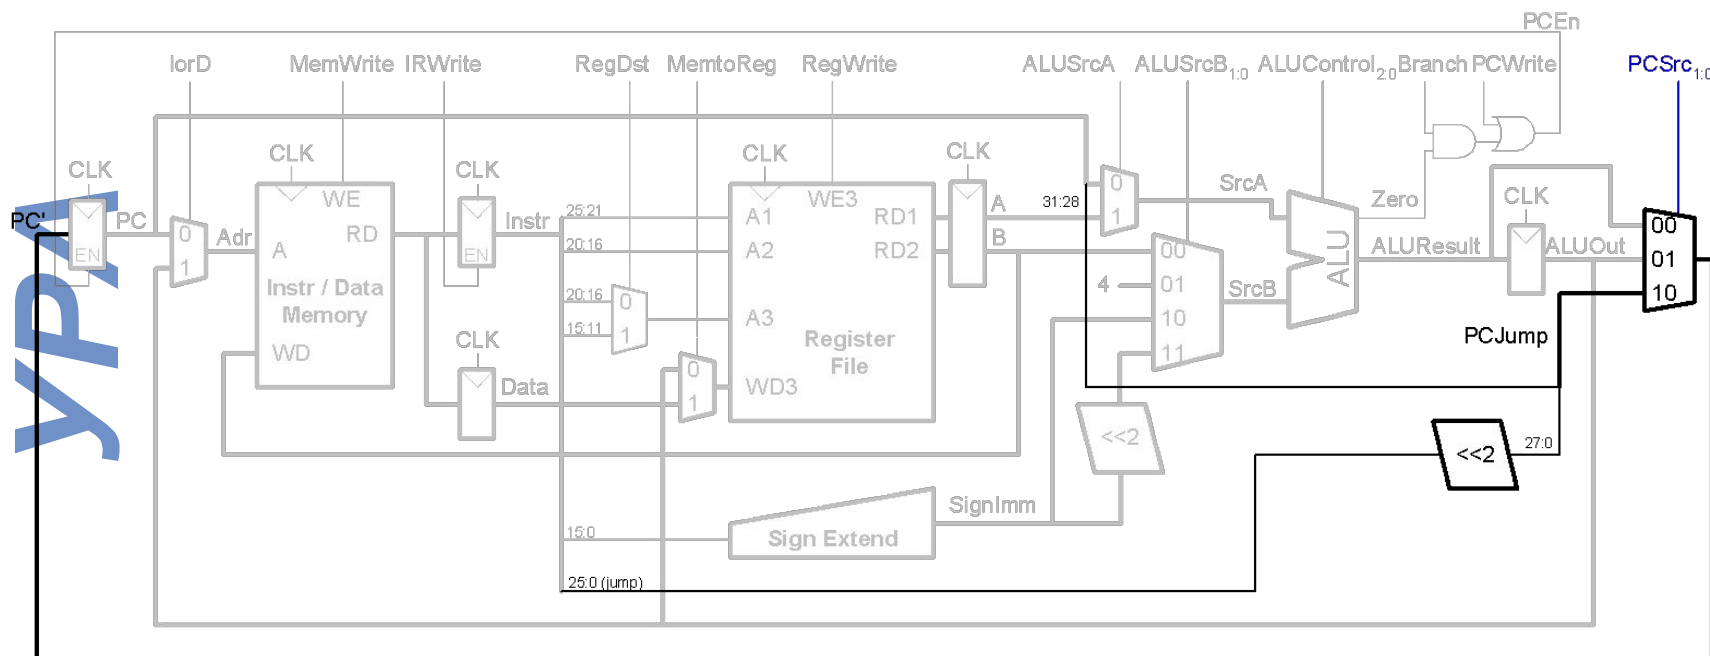 PCEn
IorD MemWrite IRWrite RegDst MemtoReg RegWrite ALUSrcA ALUSrcB1:0 ALUControl2:0 Branch PCWrite PCSrc1:0
CLK CLK CLK CLK CLK CLK
PC' PC EN
0 1 Adr
WE A RD
Instr / Data
Memory
WD
EN Instr
CLK Data
25:21
20:16
20:16
15:11
0 1
0 1
WE3
A1 RD1
A2 RD2
A3
Register
File
WD3
A
B
31:28
0 1
SrcA
00
4 01
10
11
SrcB
ALU
Zero
ALUResult
CLK
ALUOut
00
01
10
PCJump
<<2
<<2
27:0
SignImm
15:0
Sign Extend
25:0 (jump)
УРА